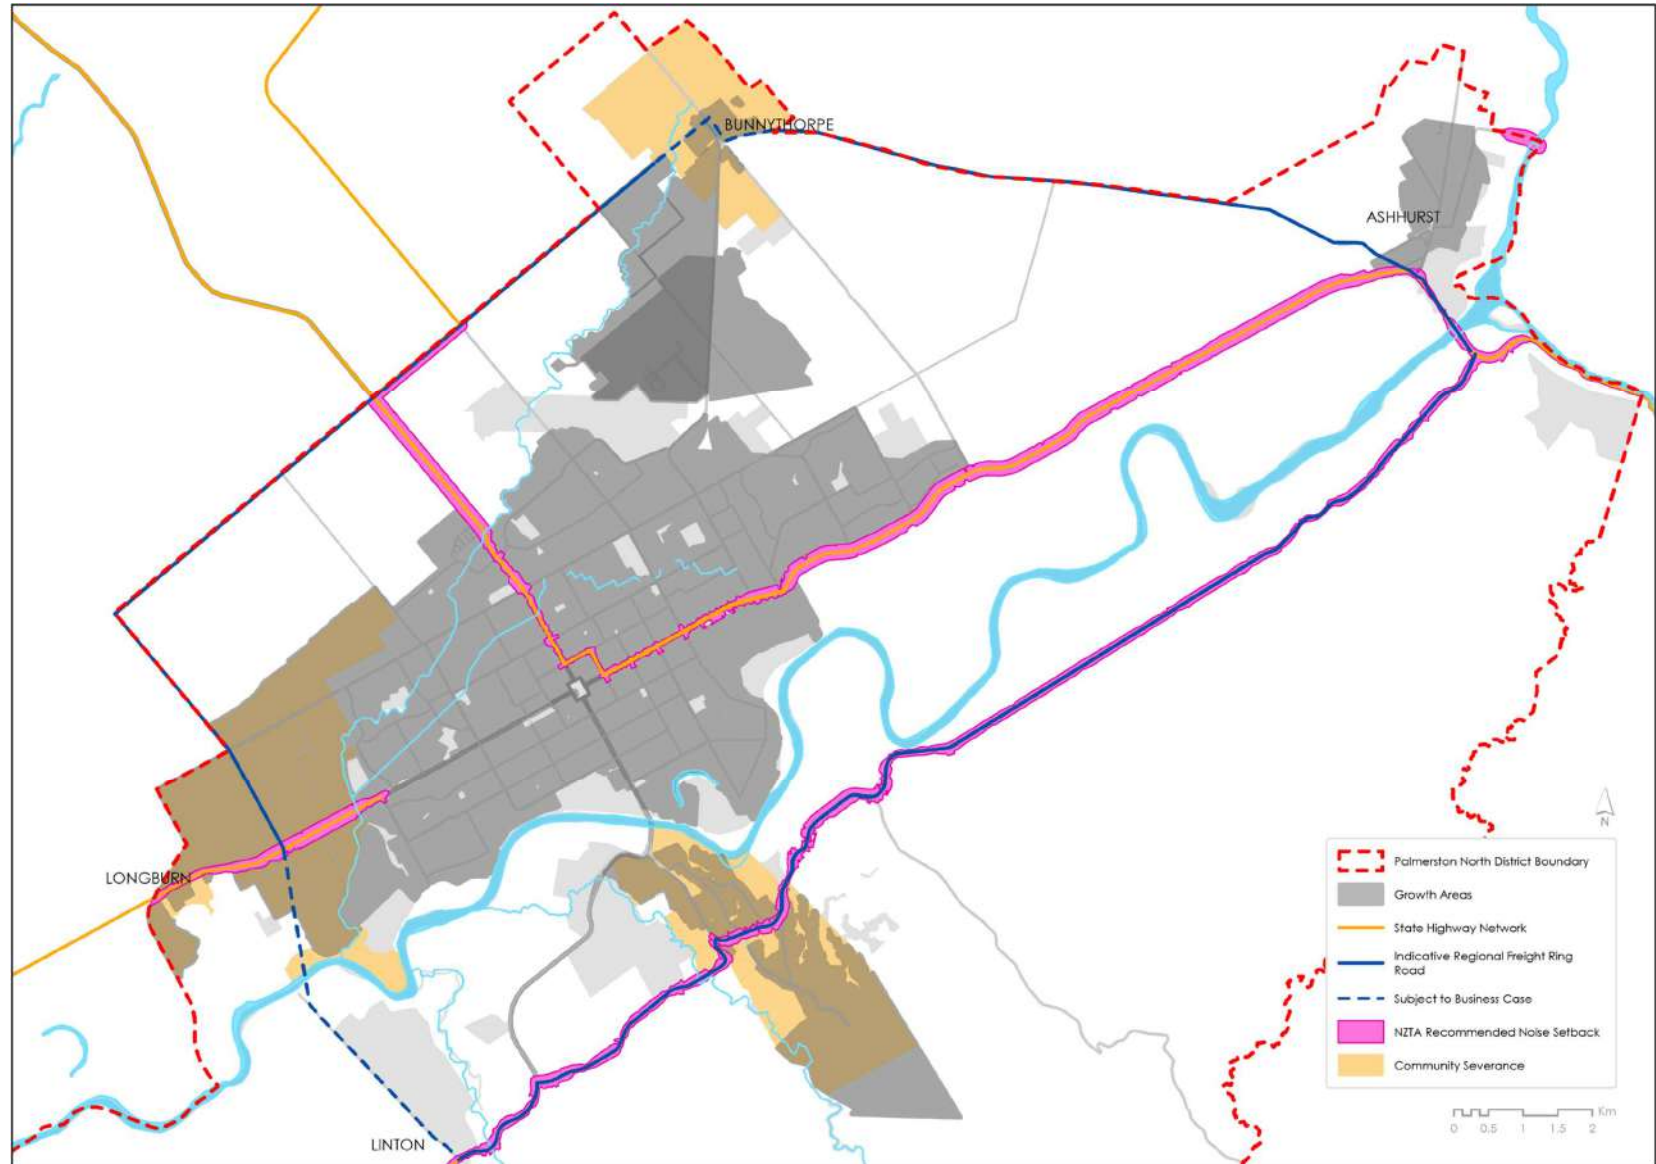 BUNNYTHORPE
ASHHURST
LONGBURN
LINTON
N
Palmerston North District Boundary
Growth Areas
State Highway Network
Indicative Regional Freight Ring
Road
Subject to Business Case
NZTA Recommended Noise Setback
Community Severance
Km
0 0.5 1 1.5 2